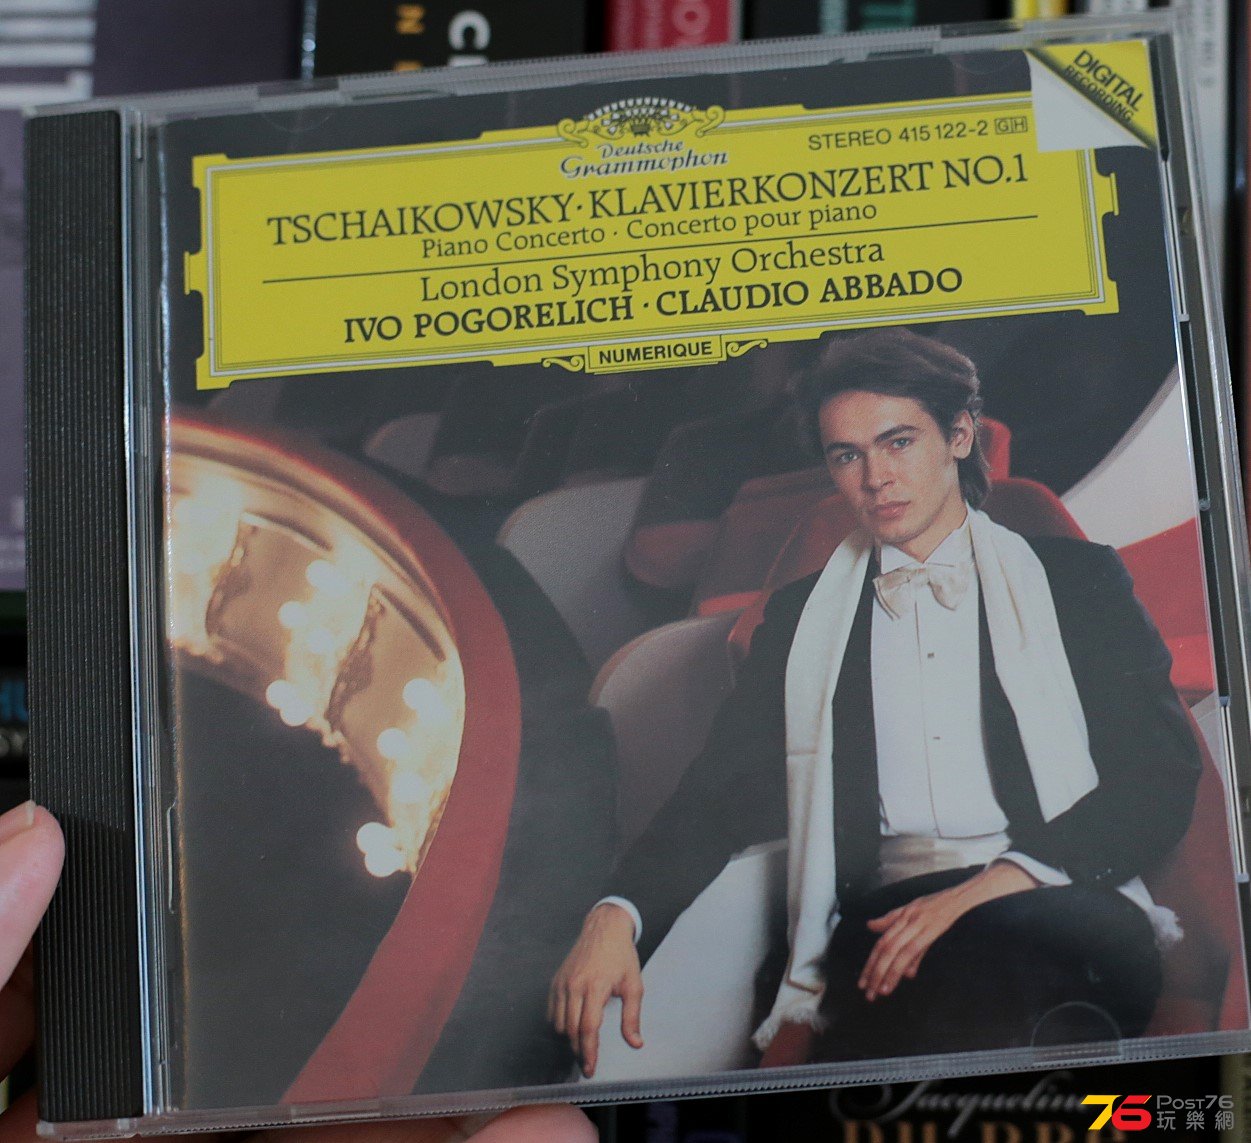 DIGITAL
RECORDING
Deutsche
Grammophon
STEREO 415 122-2 GH
TSCHAIKOWSKY·KLAVIERKONZERT NO.1
Piano Concerto · Concerto pour piano
London Symphony Orchestra
IVO POGORELICH · CLAUDIO ABBADO
NUMERIQUE
76 POST76
玩樂網